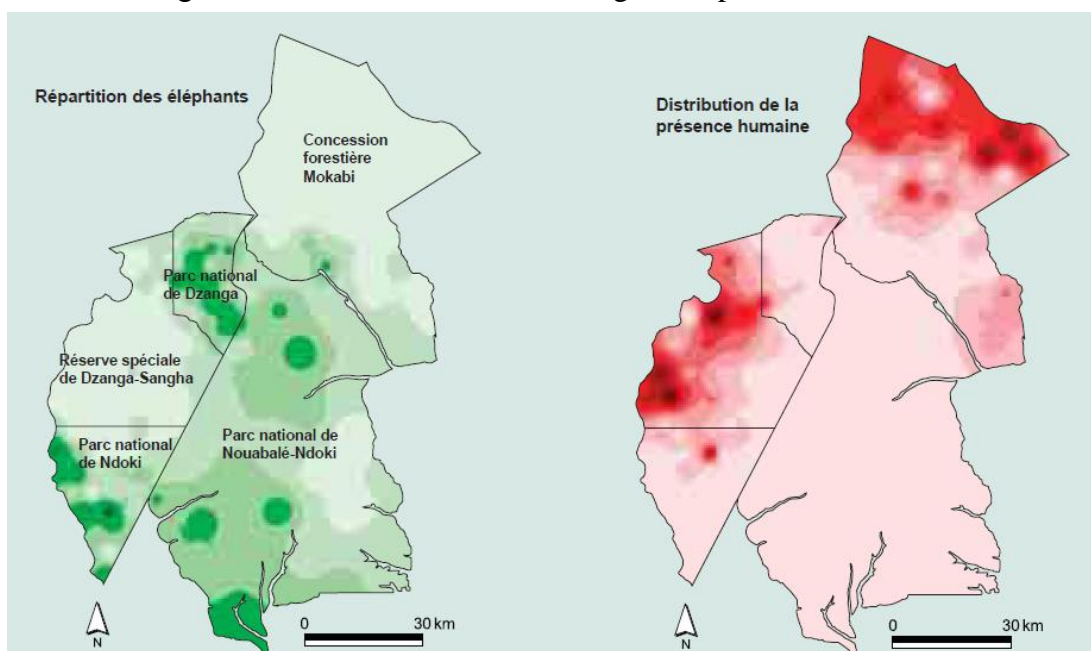 Répartition des éléphants
Concession
forestière
Mokabi
Parc national
de Dzanga
Réserve spéciale
de Dzanga-Sangha
Parc national
de Ndoki
Parc national de
Nouabalé-Ndoki
N
0 30 km
Distribution de la
présence humaine
N
0 30 km